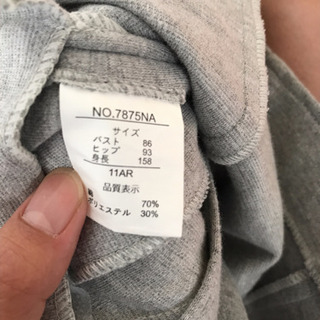 NO.7875NA
サイズ
バスト 86
ヒップ 93
身長 158
11AR
品質表示
70%
ポリエステル 30%